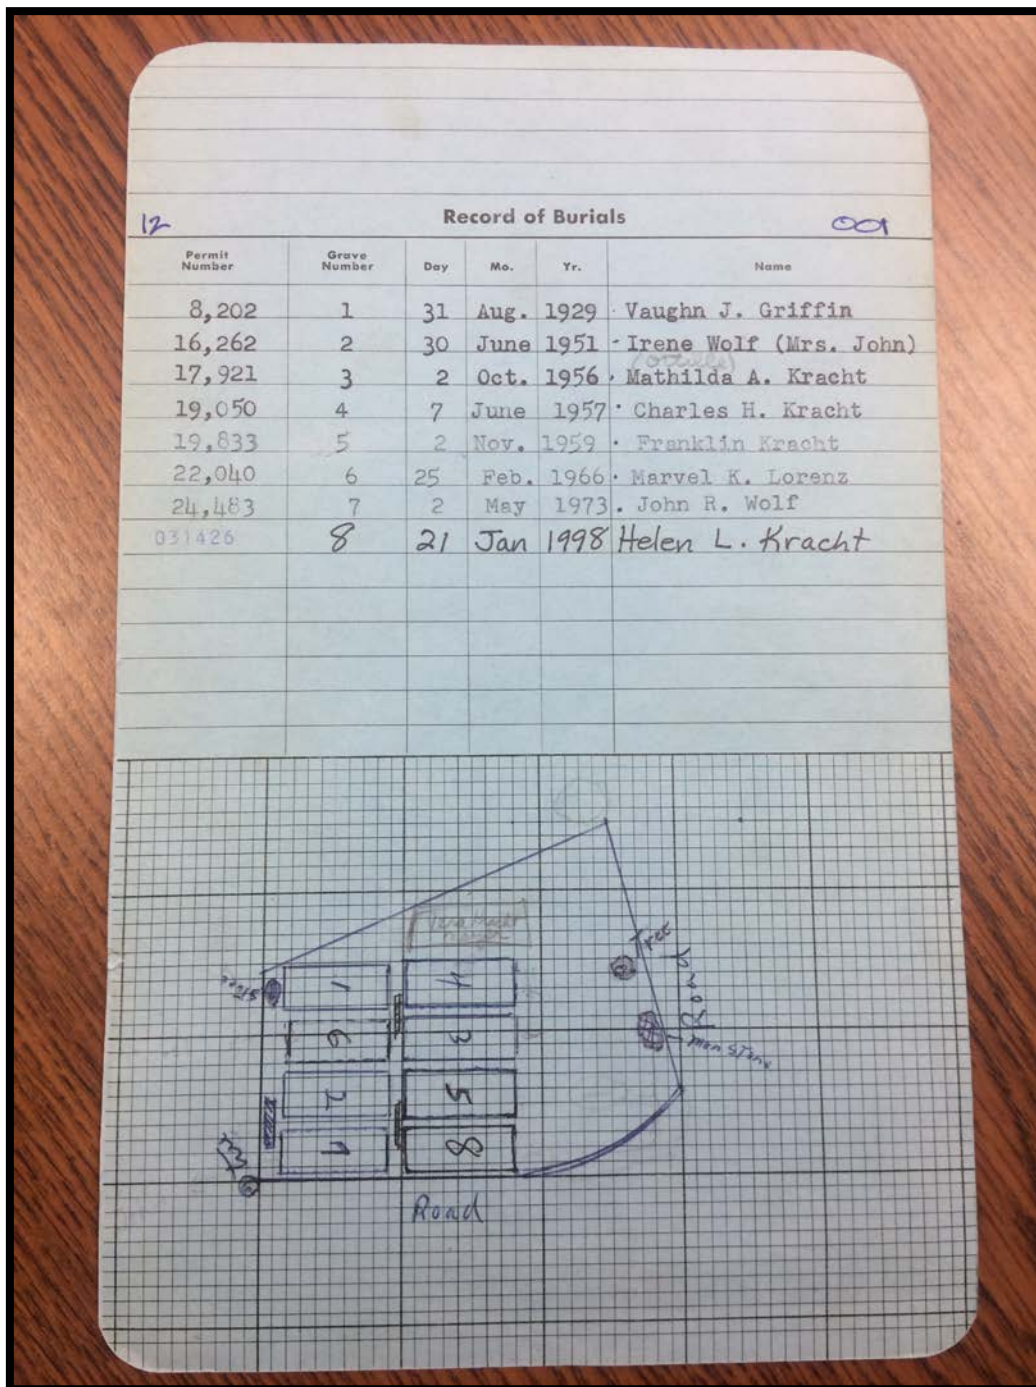 12 Record of Burials 001
Permit Number Grave Number Day Mo. Yr. Name
8,202 1 31 Aug. 1929 Vaughn J. Griffin
16,262 2 30 June 1951 - Irene Wolf (Mrs. John)
17,921 3 2 Oct. 1956 Mathilda A. Kracht
19,050 4 7 June 1957 Charles H. Kracht
19,833 5 2 Nov. 1959 Franklin Kracht
22,040 6 25 Feb. 1966 Marvel K. Lorenz
24,483 7 2 May 1973 John R. Wolf
031426 8 21 Jan 1998 Helen L. Kracht
Tree
Road
1 4
6 3
2 5
7 8
Road